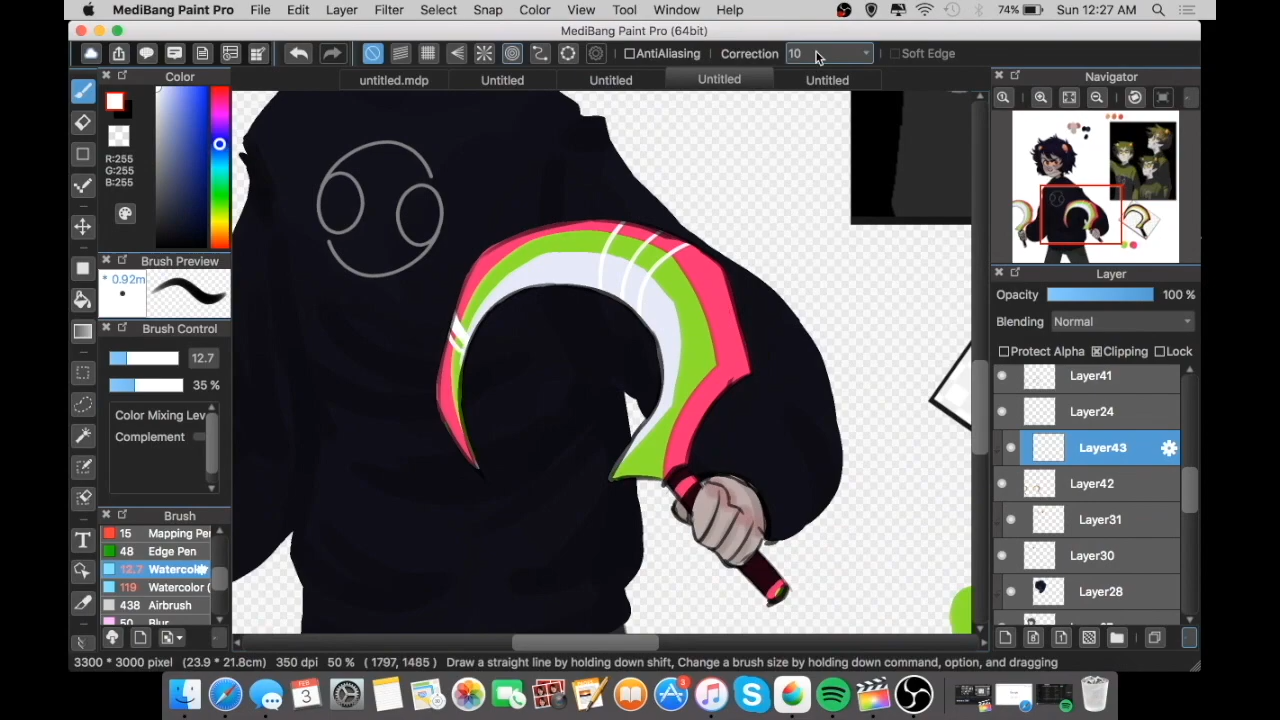 MediBang Paint Pro File Edit Layer Filter Select Snap Color View Tool Window Help 74% Sun 12:27 AM
MediBang Paint Pro (64bit)
AntiAliasing Correction 10 Soft Edge
Color untitled.mdp Untitled Untitled Untitled Untitled Navigator
R:255
G:255
B:255
Brush Preview
* 0.92m
Brush Control
12.7
35 %
Color Mixing Lev
Complement
Brush
15 Mapping Pe
48 Edge Pen
12.7 Waterco
119 Watercolor (
438 Airbrush
50 Blur
Layer
Opacity 100 %
Blending Normal
Protect Alpha Clipping Lock
Layer41
Layer24
Layer43
Layer42
Layer31
Layer30
Layer28
3300 * 3000 pixel (23.9 * 21.8cm) 350 dpi 50 % (1797, 1485) Draw a straight line by holding down shift, Change a brush size by holding down command, option, and dragging
FEB
3
3